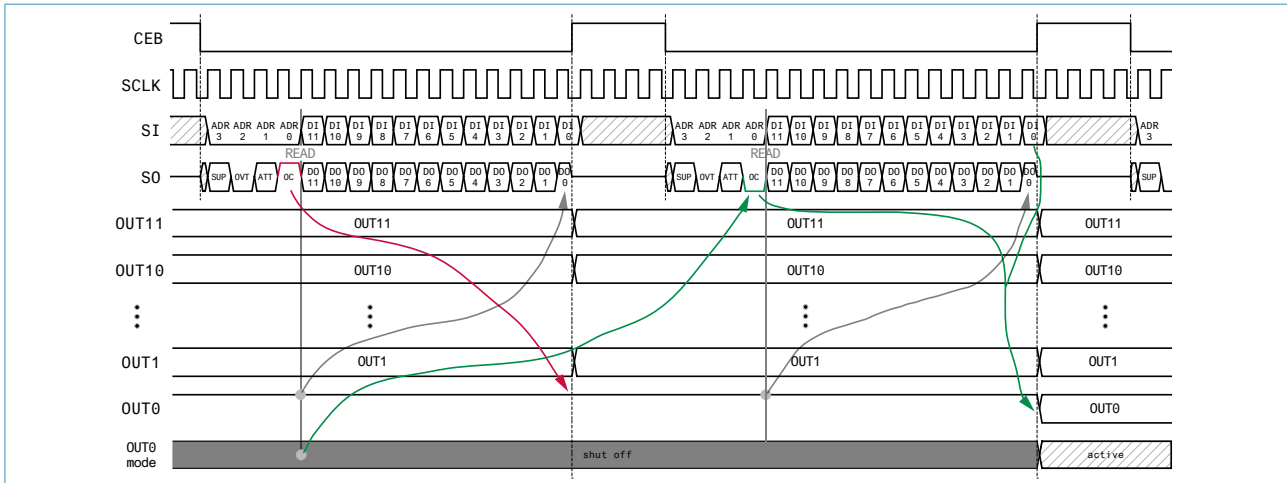 CEB
SCLK
SI ADR 3 ADR 2 ADR 1 ADR 0 DI 11 DI 10 DI 9 DI 8 DI 7 DI 6 DI 5 DI 4 DI 3 DI 2 DI 1 DI 0 ADR 3 ADR 2 ADR 1 ADR 0 DI 11 DI 10 DI 9 DI 8 DI 7 DI 6 DI 5 DI 4 DI 3 DI 2 DI 1 DI 0 ADR 3
READ READ
SO SUP OVT ATT OC DO 11 DO 10 DO 9 DO 8 DO 7 DO 6 DO 5 DO 4 DO 3 DO 2 DO 1 DO 0 SUP OVT ATT OC DO 11 DO 10 DO 9 DO 8 DO 7 DO 6 DO 5 DO 4 DO 3 DO 2 DO 1 DO 0 SUP
OUT11 OUT11 OUT11 OUT11
OUT10 OUT10 OUT10 OUT10
OUT1 OUT1 OUT1 OUT1
OUT0 OUT0
OUT0 mode shut off active